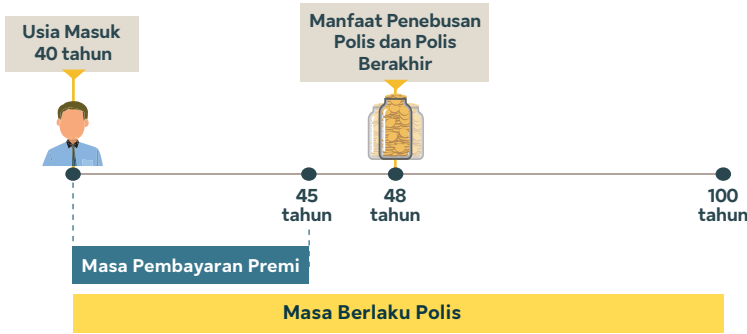 Usia Masuk
40 tahun
Manfaat Penebusan
Polis dan Polis
Berakhir
45
tahun
48
tahun
100
tahun
Masa Pembayaran Premi
Masa Berlaku Polis